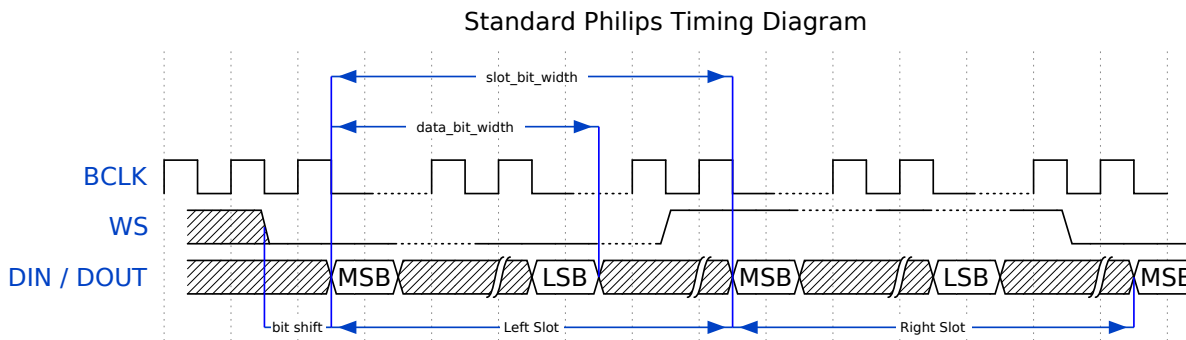 Standard Philips Timing Diagram
slot_bit_width
data_bit_width
BCLK
WS
DIN / DOUT
MSB
LSB
MSB
LSB
MSB
bit shift
Left Slot
Right Slot